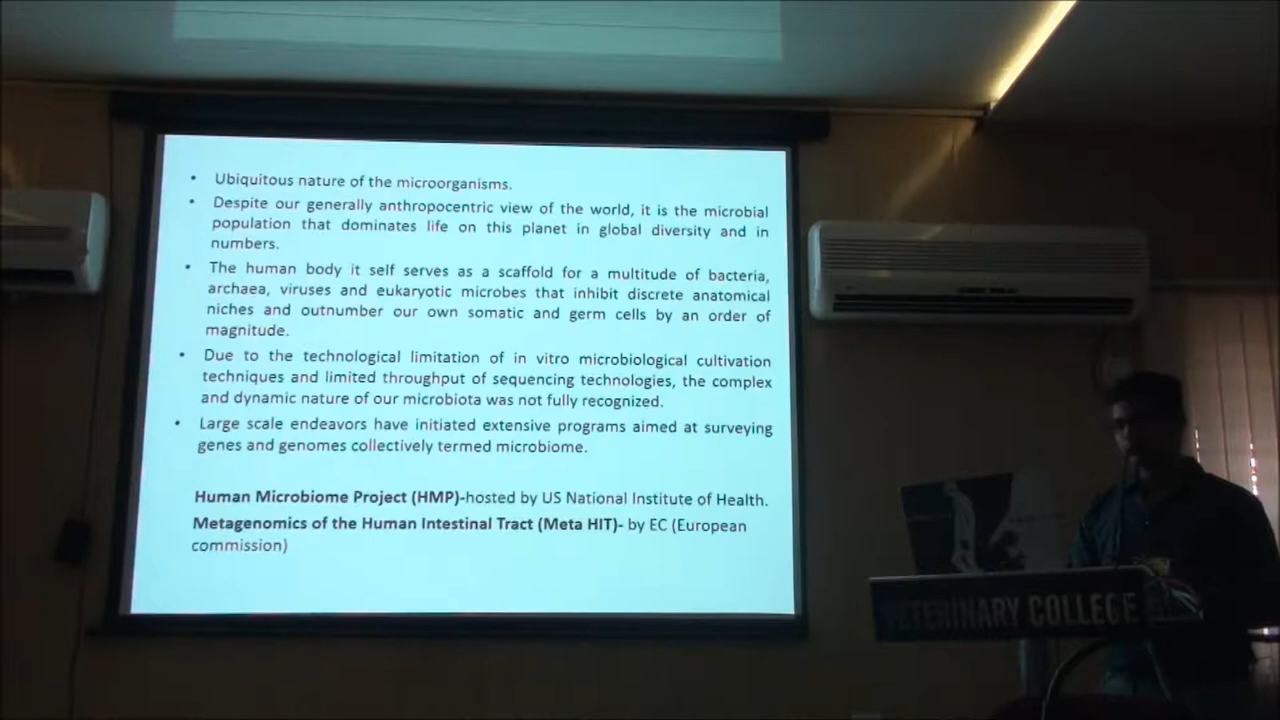 • Ubiquitous nature of the microorganisms.
• Despite our generally anthropocentric view of the world, it is the microbial
population that dominates life on this planet in global diversity and in
numbers.
• The human body it self serves as a scaffold for a multitude of bacteria,
archaea, viruses and eukaryotic microbes that inhibit discrete anatomical
niches and outnumber our own somatic and germ cells by an order of
magnitude.
• Due to the technological limitation of in vitro microbiological cultivation
techniques and limited throughput of sequencing technologies, the complex
and dynamic nature of our microbiota was not fully recognized.
• Large scale endeavors have initiated extensive programs aimed at surveying
genes and genomes collectively termed microbiome.
Human Microbiome Project (HMP)-hosted by US National Institute of Health.
Metagenomics of the Human Intestinal Tract (Meta HIT)- by EC (European
commission)
VETERINARY COLLEGE